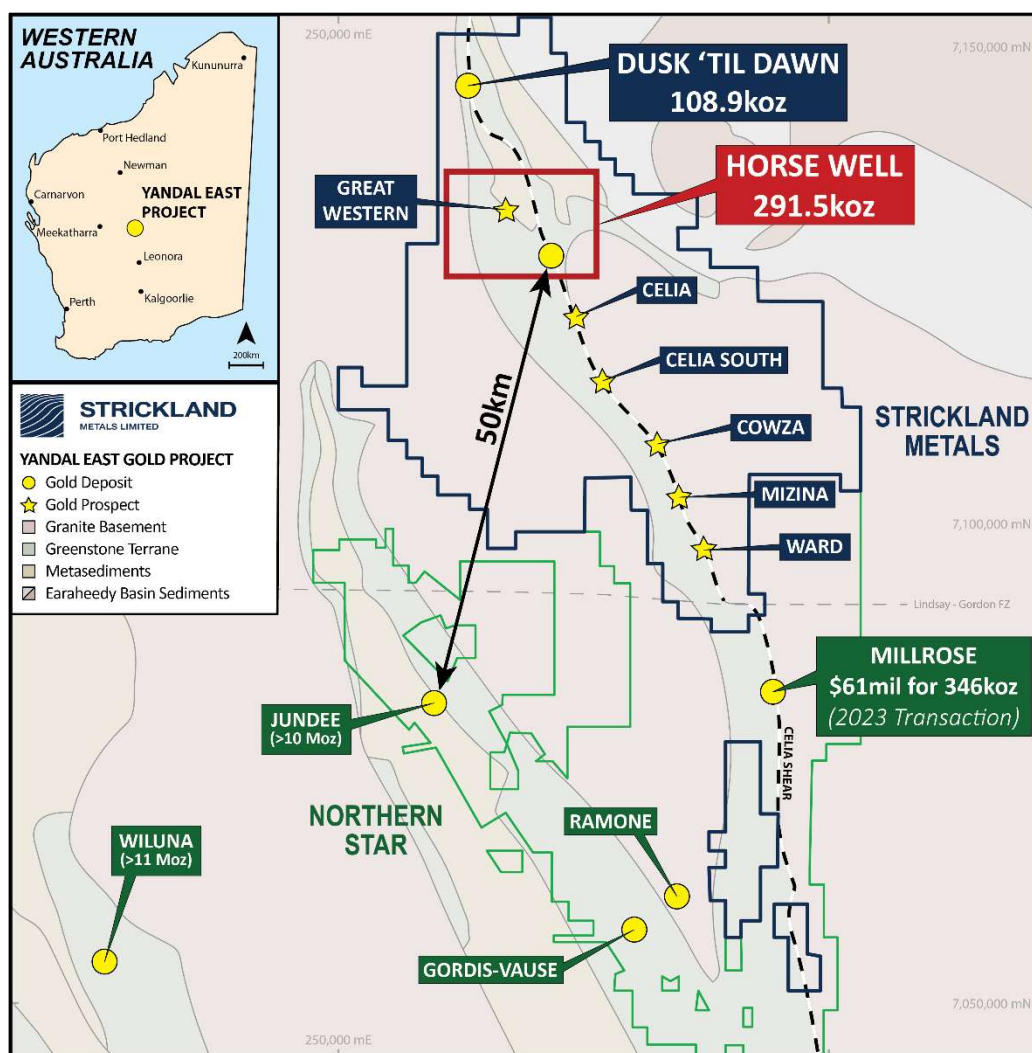 WESTERN
AUSTRALIA
Kununurra
Port Hedland
Newman
YANDAL EAST
PROJECT
Carnarvon
Meekatharra
Leonora
Kalgoorlie
Perth
200km
STRICKLAND
METALS LIMITED
YANDAL EAST GOLD PROJECT
Gold Deposit
Gold Prospect
Granite Basement
Greenstone Terrane
Metasediments
Earaheedy Basin Sediments
250,000 mE
7,150,000 mN
DUSK ‘TIL DAWN
108.9koz
HORSE WELL
291.5koz
GREAT
WESTERN
CELIA
CELIA SOUTH
50km
STRICKLAND
METALS
COWZA
MIZINA
7,100,000 mN
WARD
Lindsay - Gordon FZ
MILLROSE
$61mil for 346koz
(2023 Transaction)
JUNDEE
(>10 Moz)
CELIA SHEAR
NORTHERN
STAR
RAMONE
WILUNA
(>11 Moz)
GORDIS-VAUSE
7,050,000 mN
250,000 mE